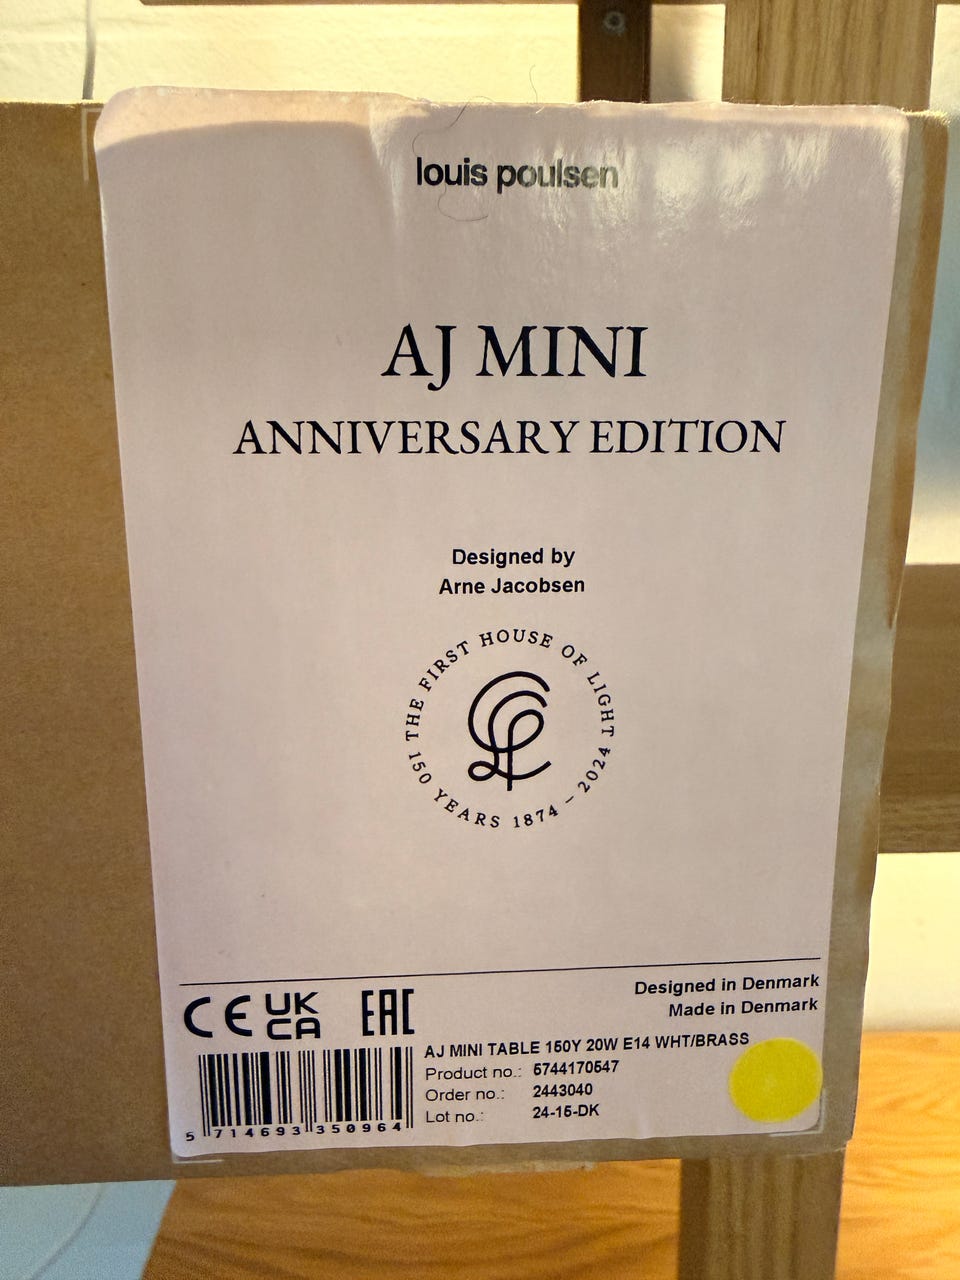 louis poulsen
AJ MINI
ANNIVERSARY EDITION
Designed by
Arne Jacobsen
THE FIRST HOUSE OF LIGHT
150 YEARS 1874 – 2024
Designed in Denmark
Made in Denmark
CE UK CA EAC
AJ MINI TABLE 150Y 20W E14 WHT/BRASS
Product no.: 5744170547
Order no.: 2443040
Lot no.: 24-15-DK
5 714693 350964